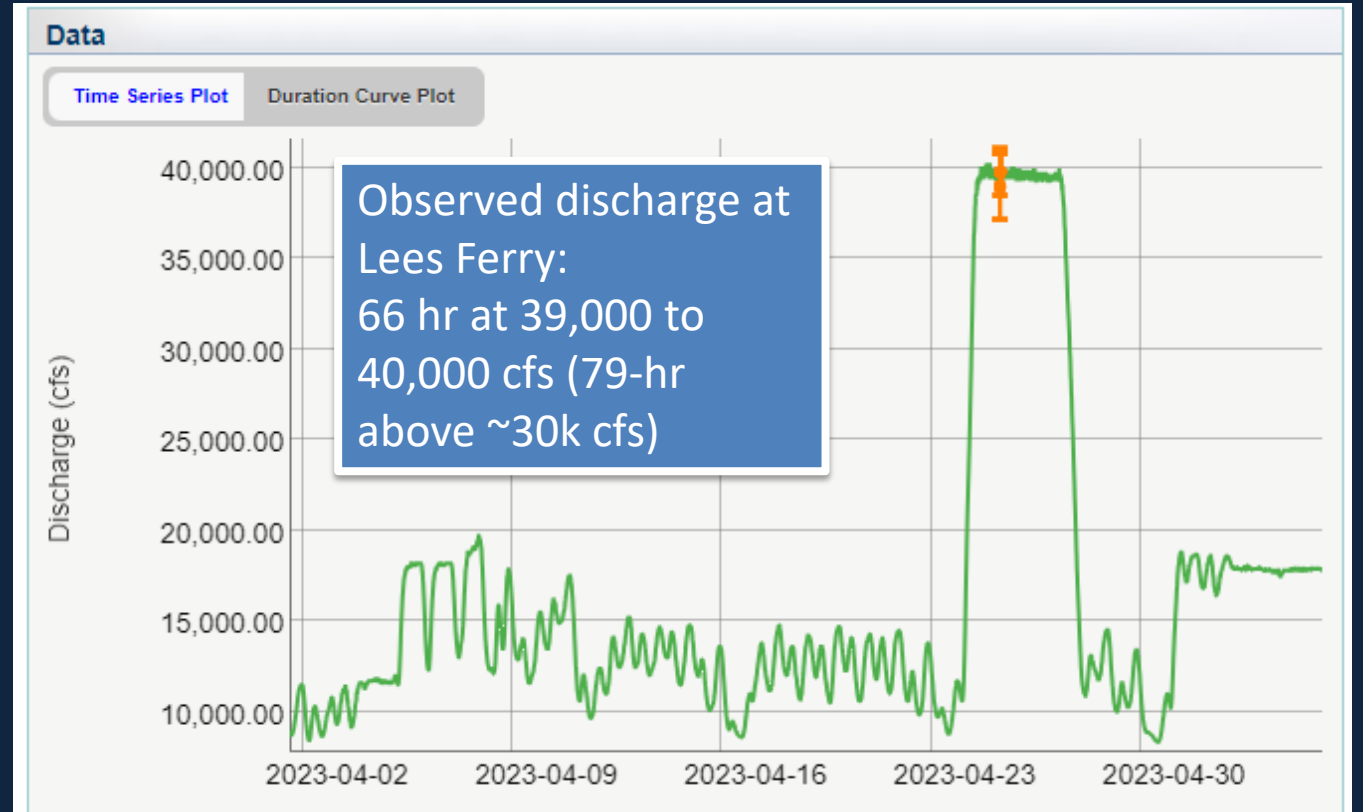 Data
Time Series Plot Duration Curve Plot
40,000.00
35,000.00
30,000.00
25,000.00
20,000.00
15,000.00
10,000.00
Discharge (cfs)
Observed discharge at
Lees Ferry:
66 hr at 39,000 to
40,000 cfs (79-hr
above ~30k cfs)
2023-04-02 2023-04-09 2023-04-16 2023-04-23 2023-04-30